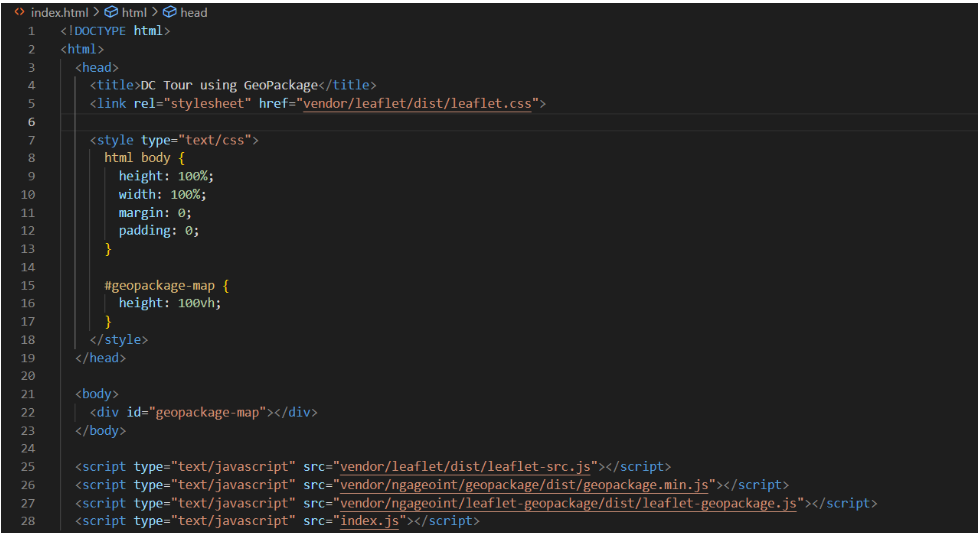 index.html > html > head
1 <!DOCTYPE html>
2 <html>
3 <head>
4 <title>DC Tour using GeoPackage</title>
5 <link rel="stylesheet" href="vendor/leaflet/dist/leaflet.css">
6
7 <style type="text/css">
8 html body {
9 height: 100%;
10 width: 100%;
11 margin: 0;
12 padding: 0;
13 }
14
15 #geopackage-map {
16 height: 100vh;
17 }
18 </style>
19 </head>
20
21 <body>
22 <div id="geopackage-map"></div>
23 </body>
24
25 <script type="text/javascript" src="vendor/leaflet/dist/leaflet-src.js"></script>
26 <script type="text/javascript" src="vendor/ngageoint/geopackage/dist/geopackage.min.js"></script>
27 <script type="text/javascript" src="vendor/ngageoint/leaflet-geopackage/dist/leaflet-geopackage.js"></script>
28 <script type="text/javascript" src="index.js"></script>